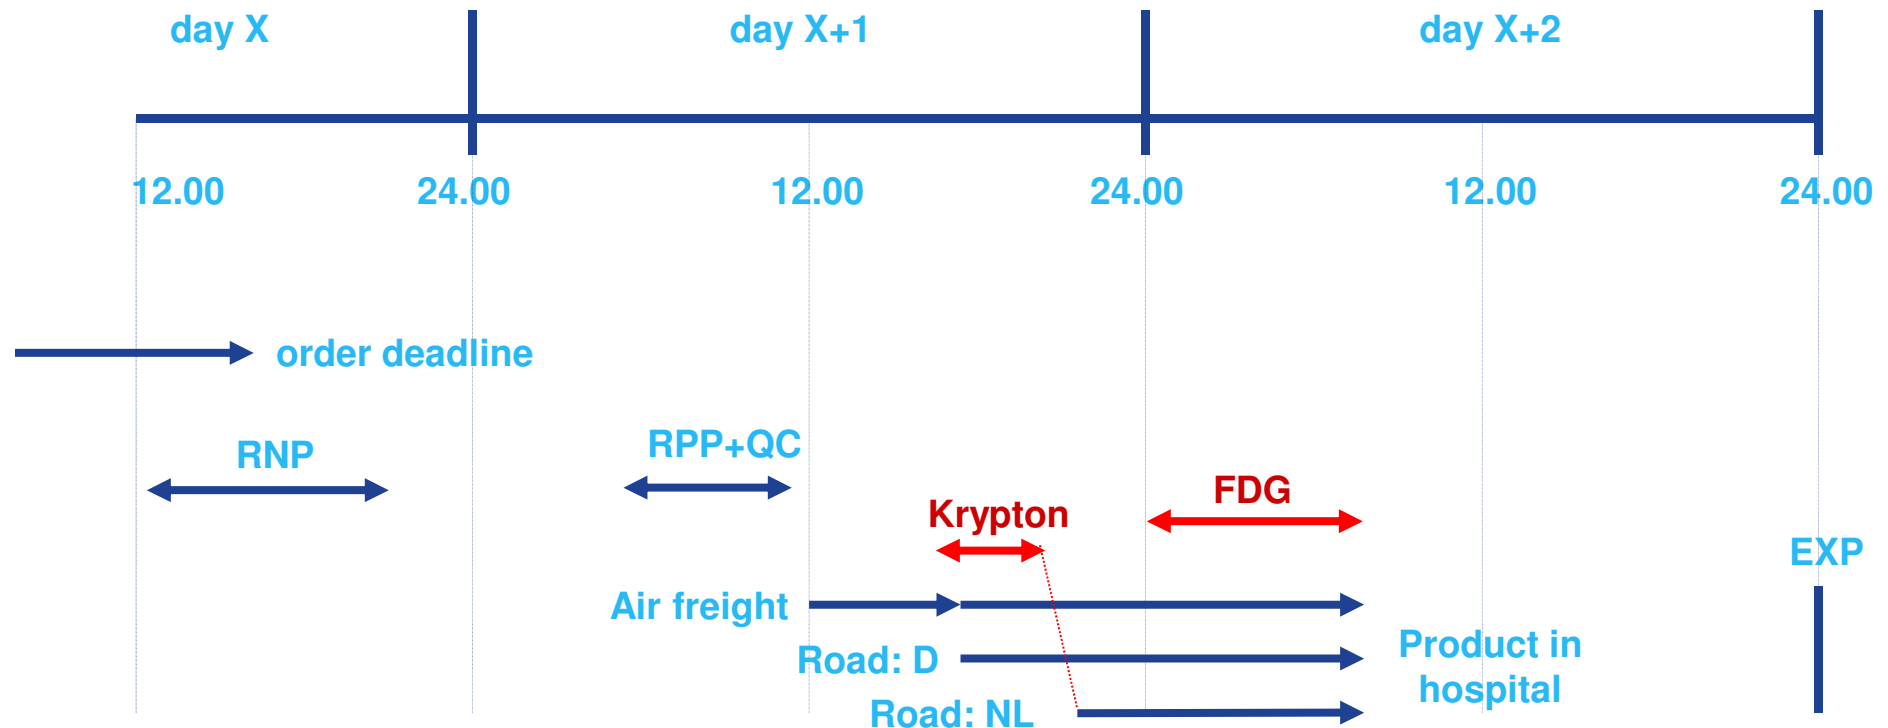 day X
day X+1
day X+2
12.00
24.00
12.00
24.00
12.00
24.00
order deadline
RNP
RPP+QC
Krypton
FDG
EXP
Air freight
Road: D
Product in
hospital
Road: NL